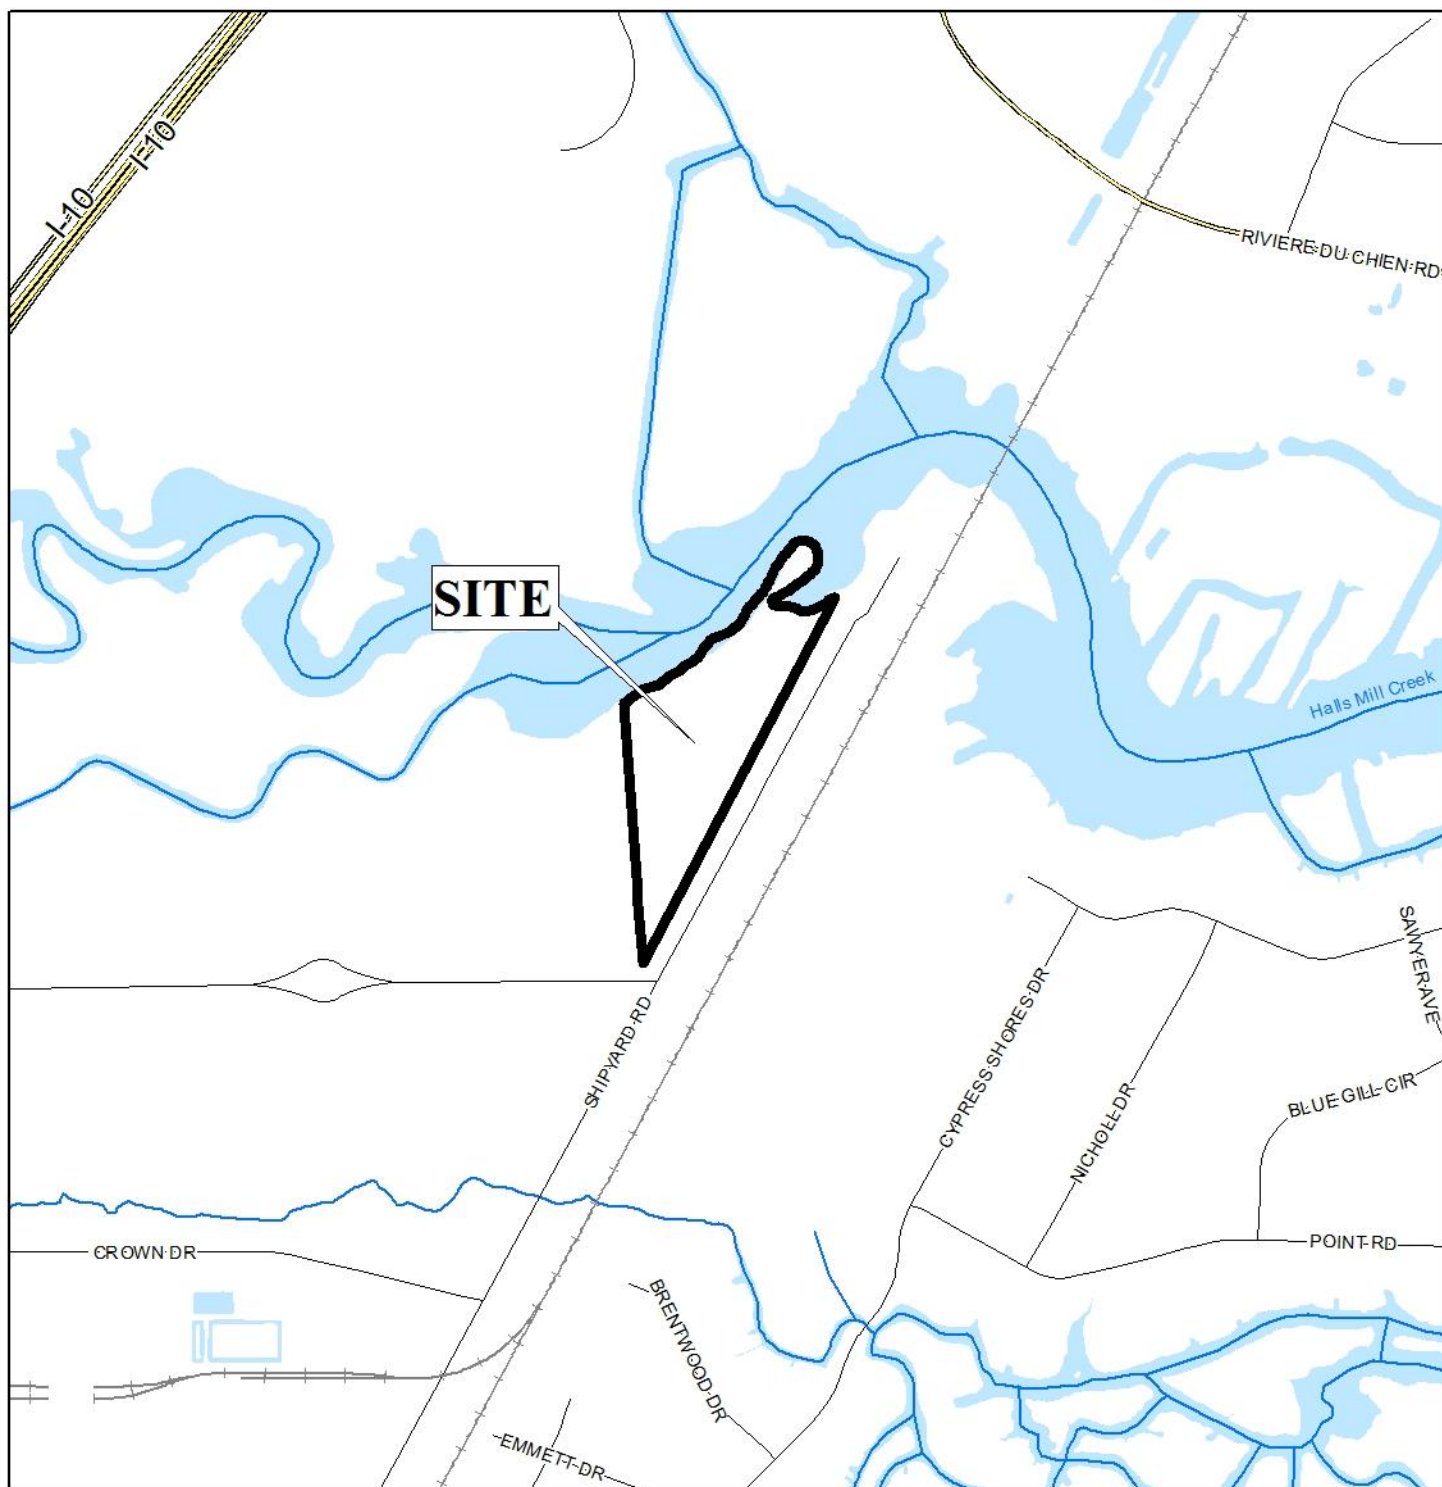 I-10
I-10
RIVIERE DU CHIEN RD
SITE
Halls Mill Creek
SAWYER AVE
SHIPYARD RD
CYPRESS SHORES DR
NICHOLL DR
BLUE GILL CIR
CROWN DR
POINT RD
BRENTWOOD DR
EMMETT DR